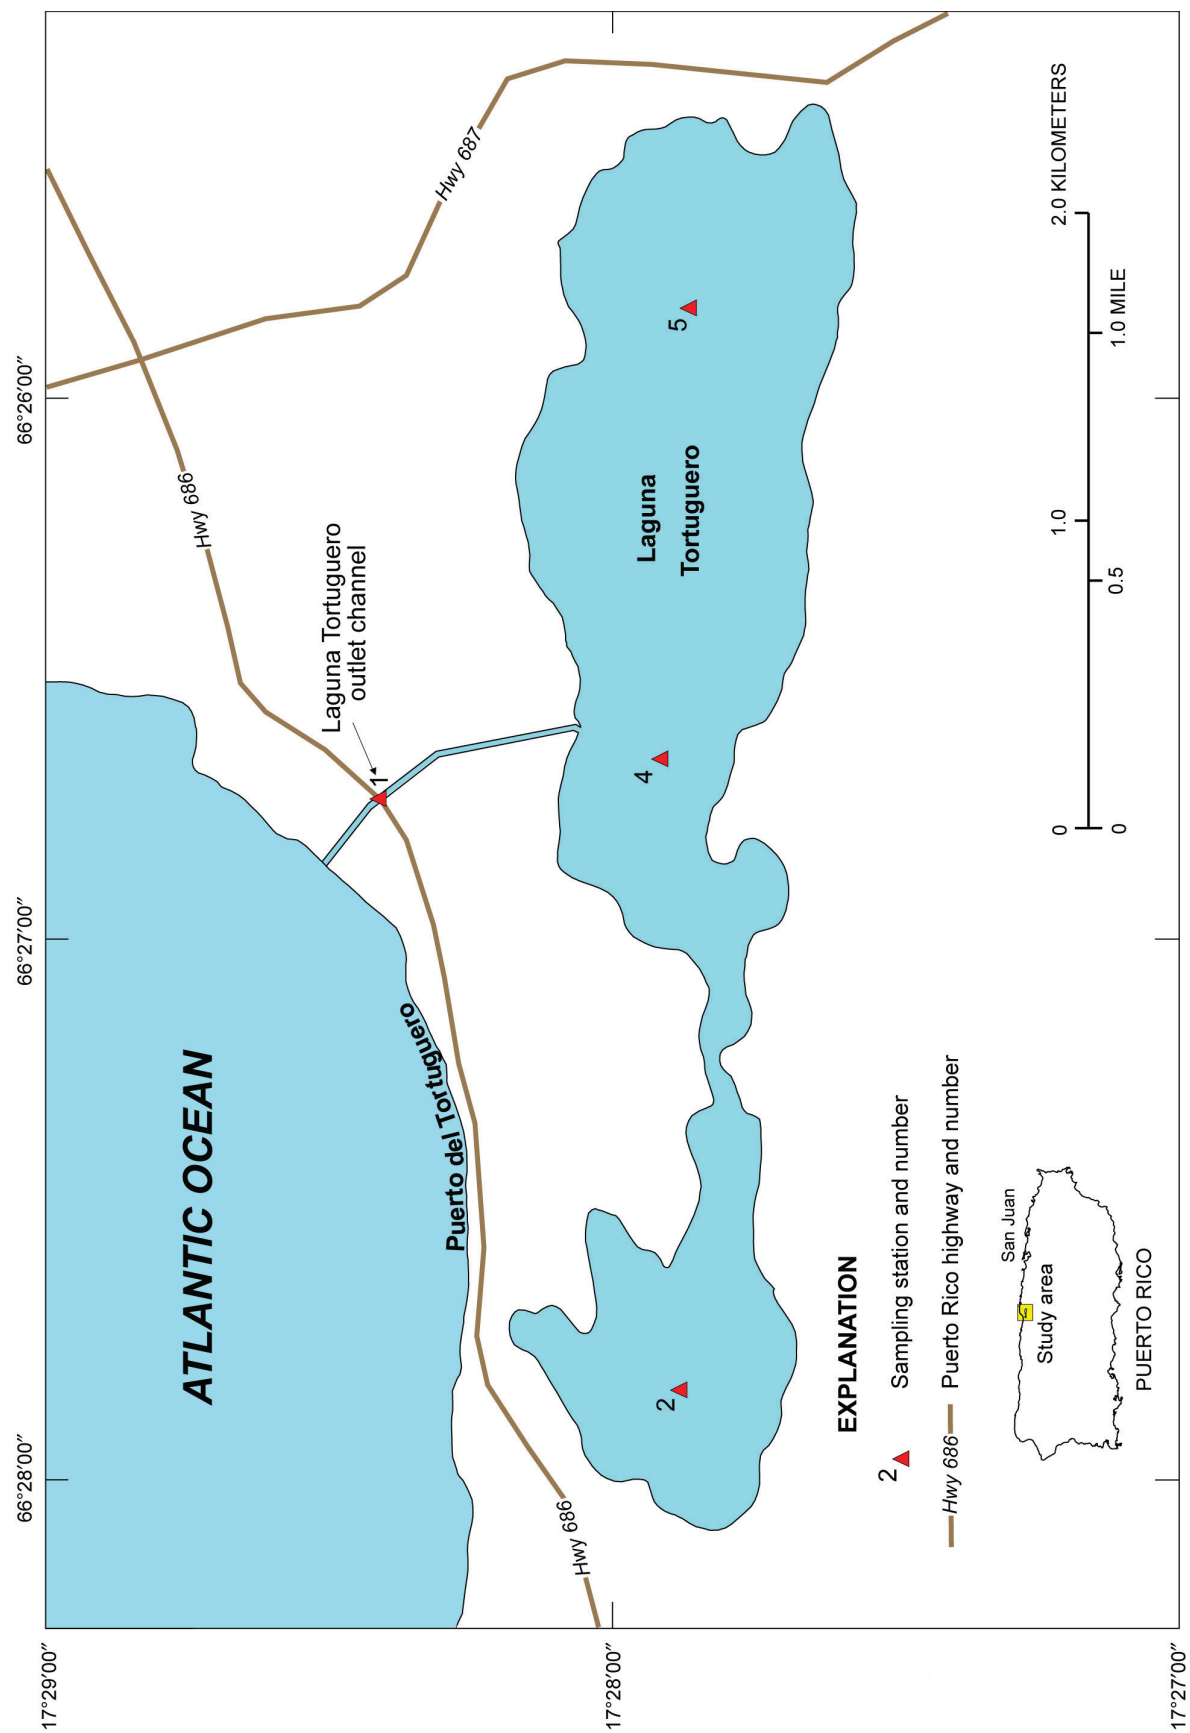 66°28′00″
66°27′00″
66°26′00″
17°29′00″
17°28′00″
17°27′00″
ATLANTIC OCEAN
Puerto del Tortuguero
Hwy 686
Hwy 687
Hwy 686
Laguna Tortuguero
outlet channel
1
2
4
5
Laguna
Tortuguero
EXPLANATION
2
Sampling station and number
Hwy 686
Puerto Rico highway and number
San Juan
Study area
PUERTO RICO
0
1.0
2.0 KILOMETERS
0
0.5
1.0 MILE